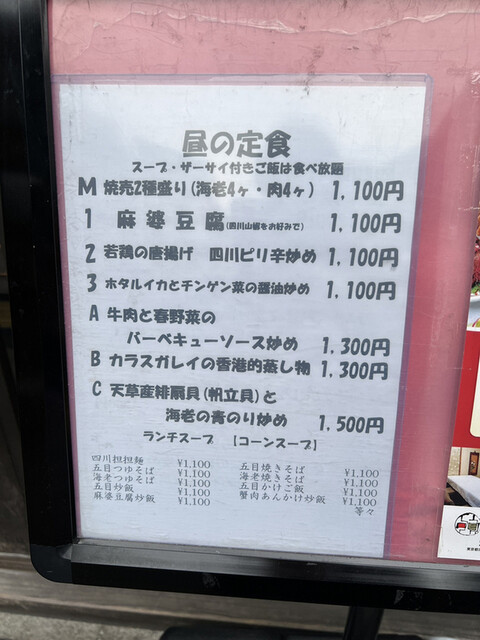 昼の定食
スープ・ザーサイ付きご飯は食べ放題
M 焼売2種盛り(海老4ヶ・肉4ヶ) 1,100円
1 麻婆豆腐(四川山椒をお好みで) 1,100円
2 若鶏の唐揚げ 四川ピリ辛炒め 1,100円
3 ホタルイカとチンゲン菜の醤油炒め 1,100円
A 牛肉と春野菜の
バーベキューソース炒め 1,300円
B カラスガレイの香港的蒸し物 1,300円
C 天草産緋扇貝(帆立貝)と
海老の青のり炒め 1,500円
ランチスープ 【コーンスープ】
四川担担麺 ¥1,100 五目焼きそば ¥1,100
五目つゆそば ¥1,100 海老焼きそば ¥1,100
海老つゆそば ¥1,100 五目かけご飯 ¥1,100
五目炒飯 ¥1,100 蟹肉あんかけ炒飯 ¥1,100
麻婆豆腐炒飯 ¥1,100 等々